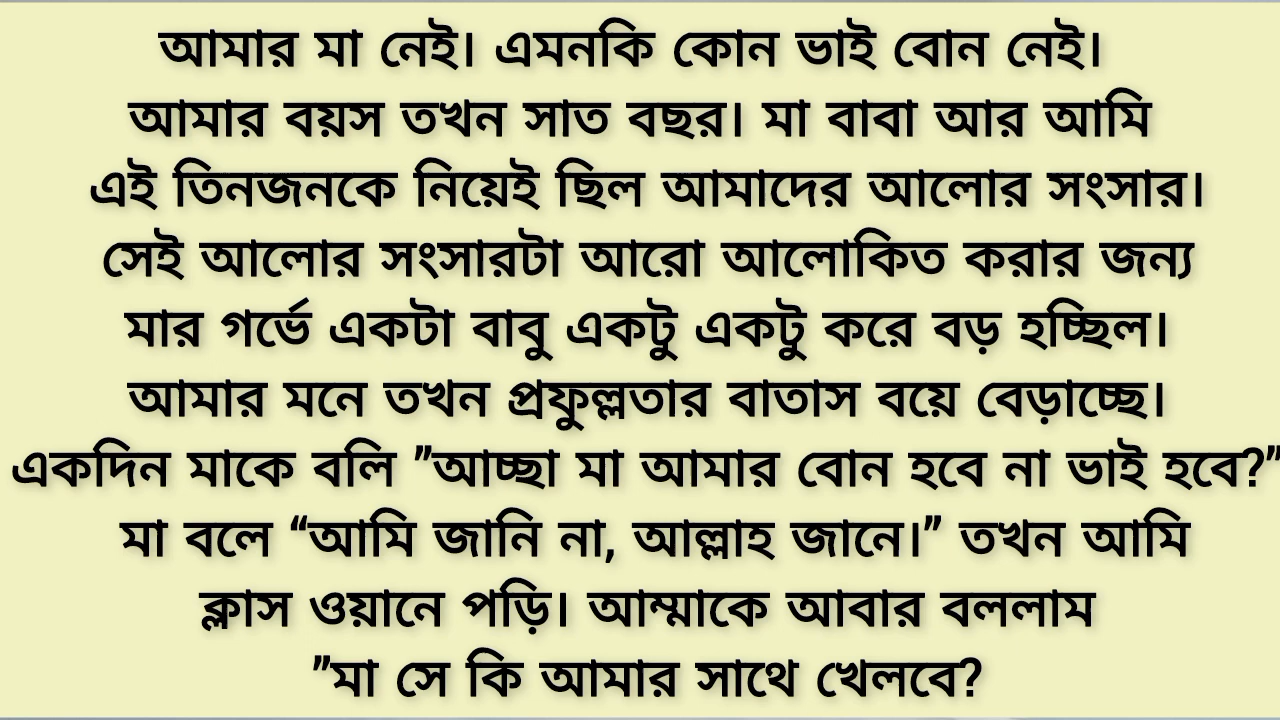 আমার মা নেই। এমনকি কোন ভাই বোন নেই।
আমার বয়স তখন সাত বছর। মা বাবা আর আমি
এই তিনজনকে নিয়েই ছিল আমাদের আলোর সংসার।
সেই আলোর সংসারটা আরো আলোকিত করার জন্য
মার গর্ভে একটা বাবু একটু একটু করে বড় হচ্ছিল।
আমার মনে তখন প্রফুল্লতার বাতাস বয়ে বেড়াচ্ছে।
একদিন মাকে বলি ”আচ্ছা মা আমার বোন হবে না ভাই হবে?”
মা বলে “আমি জানি না, আল্লাহ জানে।” তখন আমি
ক্লাস ওয়ানে পড়ি। আম্মাকে আবার বললাম
”মা সে কি আমার সাথে খেলবে?